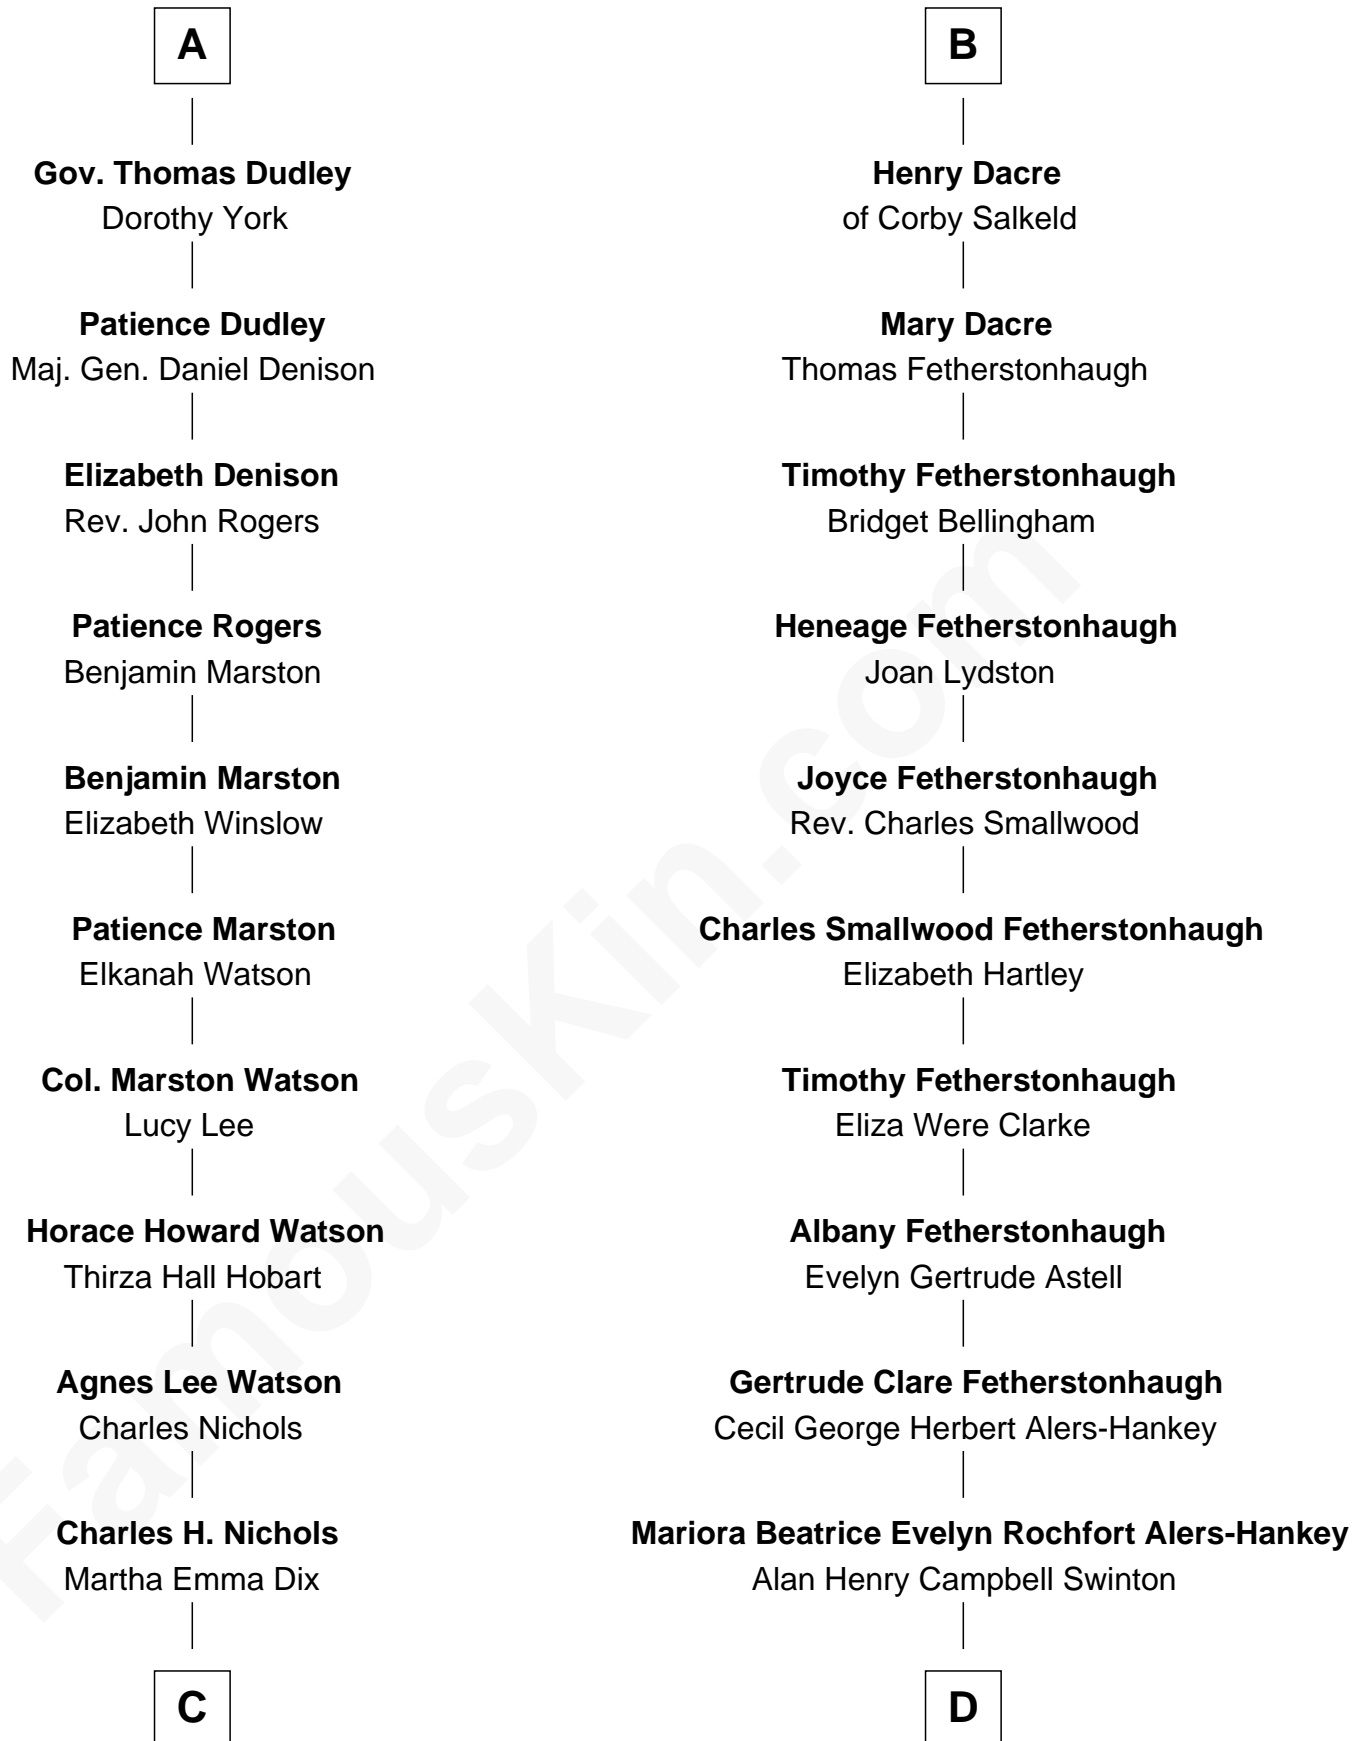 A
Gov. Thomas Dudley
Dorothy York
Patience Dudley
Maj. Gen. Daniel Denison
Elizabeth Denison
Rev. John Rogers
Patience Rogers
Benjamin Marston
Benjamin Marston
Elizabeth Winslow
Patience Marston
Elkanah Watson
Col. Marston Watson
Lucy Lee
Horace Howard Watson
Thirza Hall Hobart
Agnes Lee Watson
Charles Nichols
Charles H. Nichols
Martha Emma Dix
C
B
Henry Dacre
of Corby Salkeld
Mary Dacre
Thomas Fetherstonhaugh
Timothy Fetherstonhaugh
Bridget Bellingham
Heneage Fetherstonhaugh
Joan Lydston
Joyce Fetherstonhaugh
Rev. Charles Smallwood
Charles Smallwood Fetherstonhaugh
Elizabeth Hartley
Timothy Fetherstonhaugh
Eliza Were Clarke
Albany Fetherstonhaugh
Evelyn Gertrude Astell
Gertrude Clare Fetherstonhaugh
Cecil George Herbert Alers-Hankey
Mariora Beatrice Evelyn Rochfort Alers-Hankey
Alan Henry Campbell Swinton
D
FamousKin.com